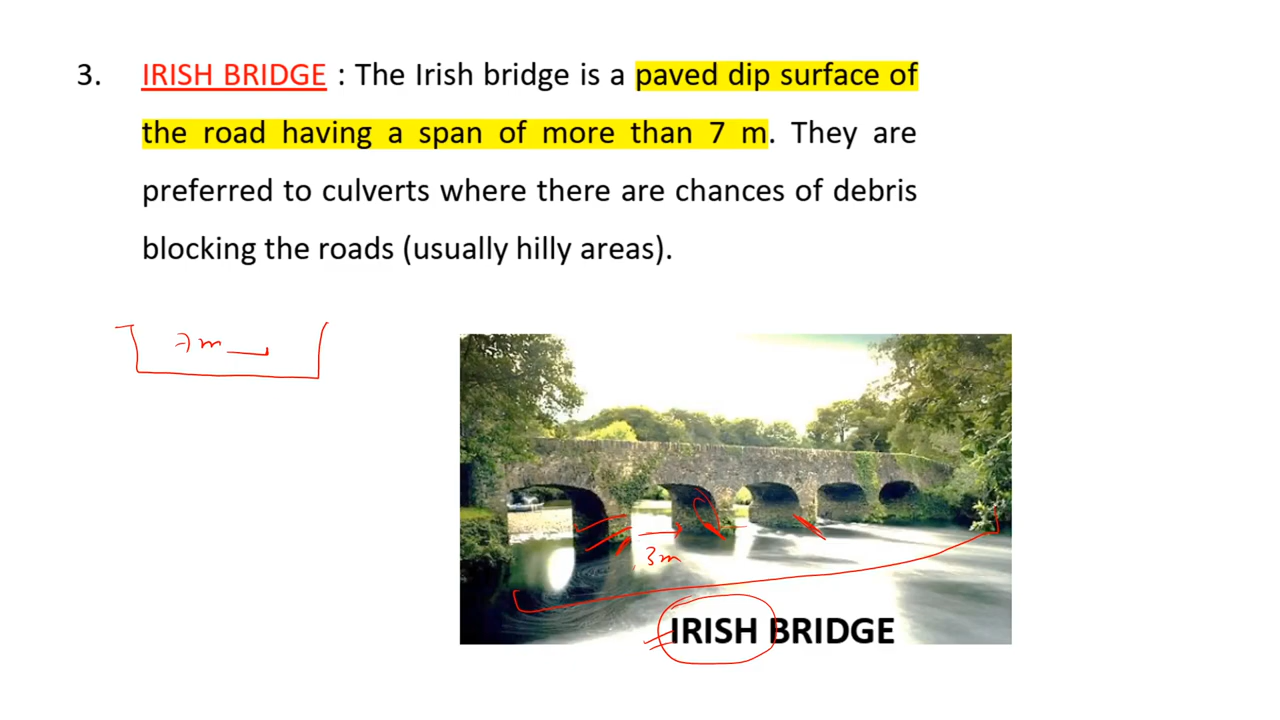 3. IRISH BRIDGE : The Irish bridge is a paved dip surface of
the road having a span of more than 7 m. They are
preferred to culverts where there are chances of debris
blocking the roads (usually hilly areas).
7m
3m
IRISH BRIDGE